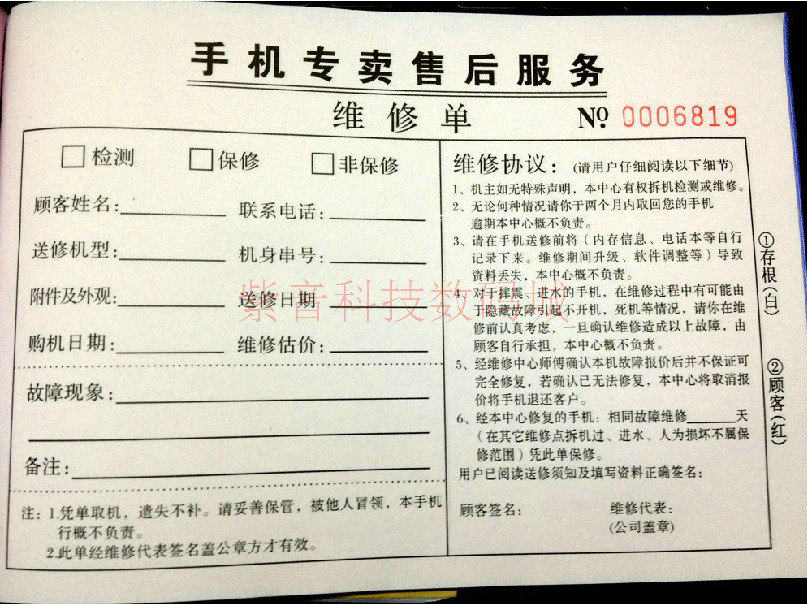 手机专卖售后服务
维修单 No 0006819
□检测 □保修 □非保修
顾客姓名: 联系电话:
送修机型: 机身串号:
附件及外观: 送修日期
购机日期: 维修估价:
故障现象:
备注:
注: 1.凭单取机，遗失不补。请妥善保管，被他人冒领，本手机
行概不负责。
2.此单经维修代表签名盖公章方才有效。
维修协议: (请用户仔细阅读以下细节)
1、机主如无特殊声明，本中心有权拆机检测或维修。
2、无论何种情况请你于两个月内取回您的手机
逾期本中心概不负责。
3、请在手机送修前将（内存信息、电话本等自行
记录下来。维修期间升级、软件调整等）导致
资料丢失，本中心概不负责。
4、对于摔震、进水的手机，在维修过程中有可能由
于隐藏故障引起不开机，死机等情况，请你在维
修前认真考虑，一旦确认维修造成以上故障，由
顾客自行承担，本中心概不负责。
5、经维修中心师傅确认本机故障报价后并不保证可
完全修复，若确认已无法修复，本中心将取消报
价将手机退还客户。
6、经本中心修复的手机: 相同故障维修______天
（在其它维修点拆机过、进水、人为损坏不属保
修范围）凭此单保修。
用户已阅读送修须知及填写资料正确签名:
顾客签名: 维修代表:
(公司盖章)
①存根(白)
②顾客(红)
紫音科技数码城